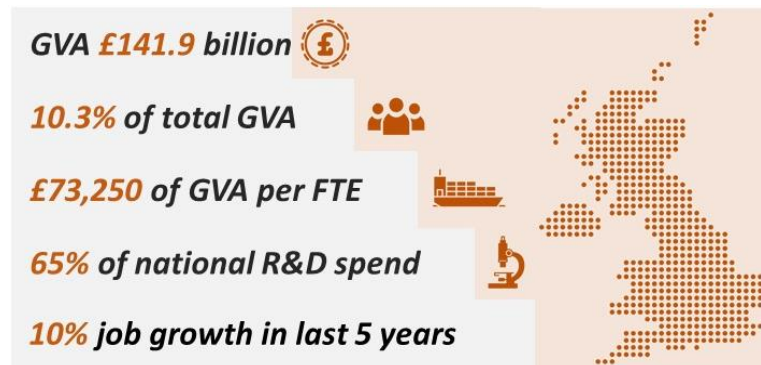 GVA £141.9 billion £
10.3% of total GVA
£73,250 of GVA per FTE
65% of national R&D spend
10% job growth in last 5 years